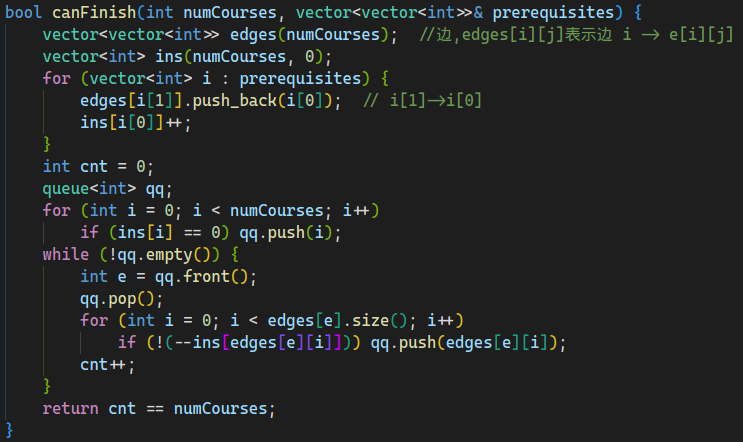 bool canFinish(int numCourses, vector<vector<int>>& prerequisites) {
    vector<vector<int>> edges(numCourses);  //边,edges[i][j]表示边 i -> e[i][j]
    vector<int> ins(numCourses, 0);
    for (vector<int> i : prerequisites) {
        edges[i[1]].push_back(i[0]);  // i[1]->i[0]
        ins[i[0]]++;
    }
    int cnt = 0;
    queue<int> qq;
    for (int i = 0; i < numCourses; i++)
        if (ins[i] == 0) qq.push(i);
    while (!qq.empty()) {
        int e = qq.front();
        qq.pop();
        for (int i = 0; i < edges[e].size(); i++)
            if (!(--ins[edges[e][i]])) qq.push(edges[e][i]);
        cnt++;
    }
    return cnt == numCourses;
}